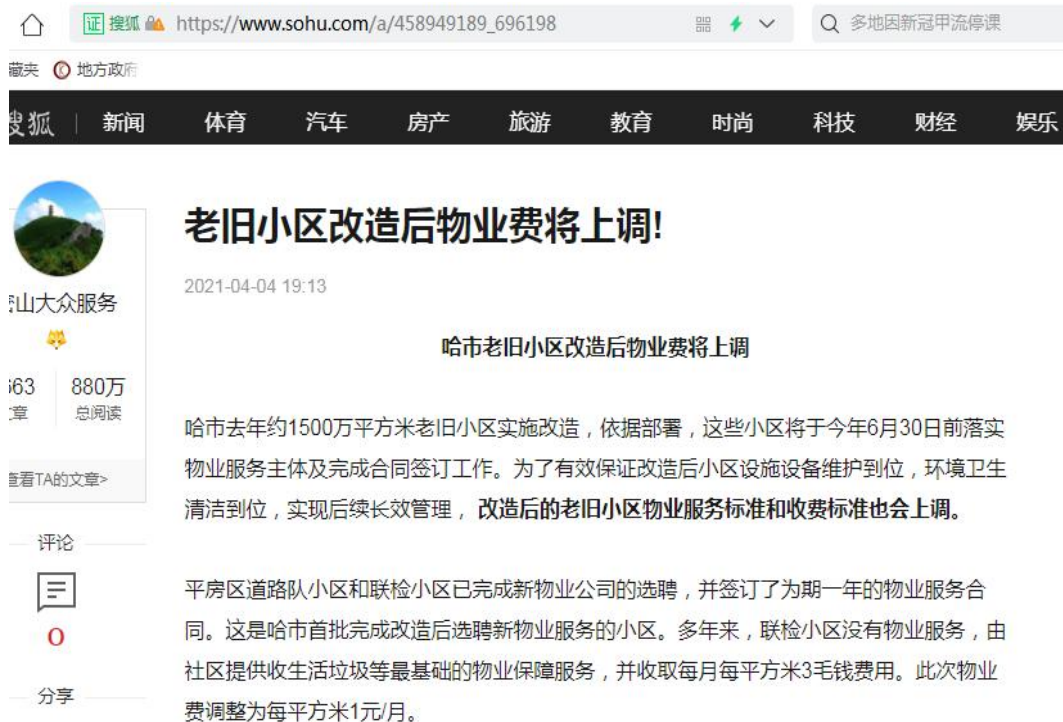 证 搜狐 https://www.sohu.com/a/458949189_696198 多地因新冠甲流停课
藏夹 地方政府
搜狐 新闻 体育 汽车 房产 旅游 教育 时尚 科技 财经 娱乐
老旧小区改造后物业费将上调!
2021-04-04 19:13
山大众服务
63 880万
章 总阅读
查看TA的文章>
评论
0
分享
哈市老旧小区改造后物业费将上调
哈市去年约1500万平方米老旧小区实施改造，依据部署，这些小区将于今年6月30日前落实
物业服务主体及完成合同签订工作。为了有效保证改造后小区设施设备维护到位，环境卫生
清洁到位，实现后续长效管理，改造后的老旧小区物业服务标准和收费标准也会上调。
平房区道路队小区和联检小区已完成新物业公司的选聘，并签订了为期一年的物业服务合
同。这是哈市首批完成改造后选聘新物业服务的小区。多年来，联检小区没有物业服务，由
社区提供收生活垃圾等最基础的物业保障服务，并收取每月每平方米3毛钱费用。此次物业
费调整为每平方米1元/月。